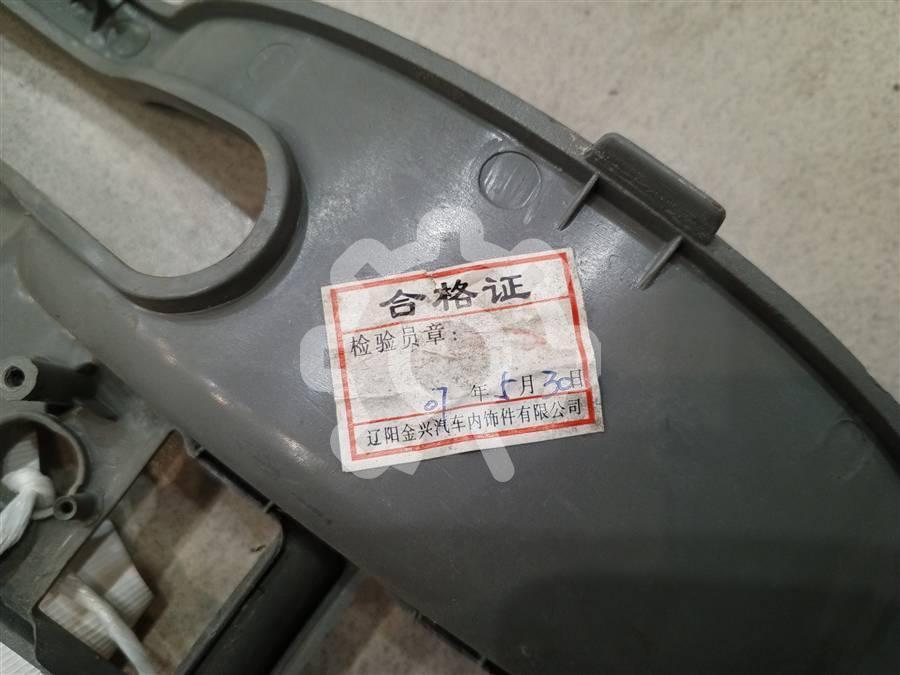 合格证
检验员章:
07 年 5 月 30 日
辽阳金兴汽车内饰件有限公司